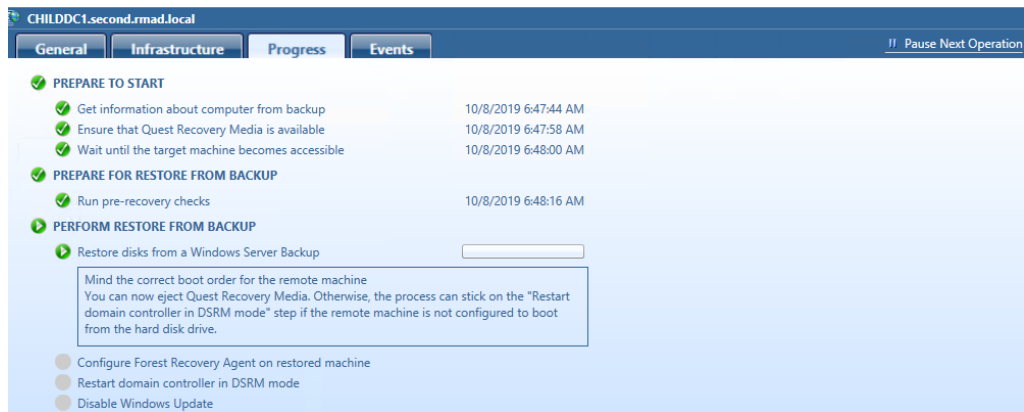 CHILDDC1.second.rmad.local
General Infrastructure Progress Events
Pause Next Operation
PREPARE TO START
Get information about computer from backup 10/8/2019 6:47:44 AM
Ensure that Quest Recovery Media is available 10/8/2019 6:47:58 AM
Wait until the target machine becomes accessible 10/8/2019 6:48:00 AM
PREPARE FOR RESTORE FROM BACKUP
Run pre-recovery checks 10/8/2019 6:48:16 AM
PERFORM RESTORE FROM BACKUP
Restore disks from a Windows Server Backup
Mind the correct boot order for the remote machine
You can now eject Quest Recovery Media. Otherwise, the process can stick on the "Restart
domain controller in DSRM mode" step if the remote machine is not configured to boot
from the hard disk drive.
Configure Forest Recovery Agent on restored machine
Restart domain controller in DSRM mode
Disable Windows Update